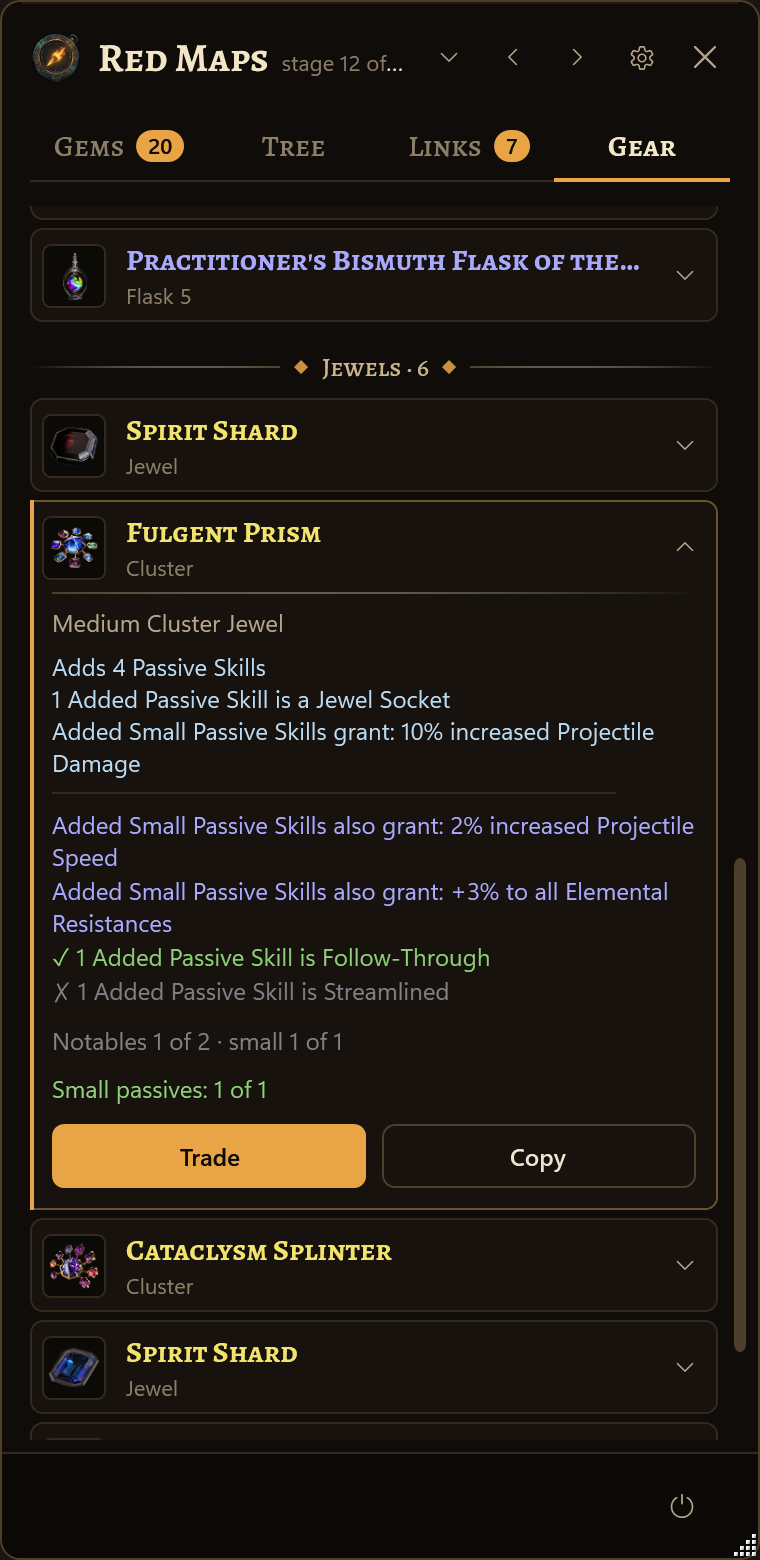 Red Maps stage 12 of...
Gems 20 Tree Links 7 Gear
Practitioner's Bismuth Flask of the...
Flask 5
Jewels · 6
Spirit Shard
Jewel
Fulgent Prism
Cluster
Medium Cluster Jewel
Adds 4 Passive Skills
1 Added Passive Skill is a Jewel Socket
Added Small Passive Skills grant: 10% increased Projectile
Damage
Added Small Passive Skills also grant: 2% increased Projectile
Speed
Added Small Passive Skills also grant: +3% to all Elemental
Resistances
✓ 1 Added Passive Skill is Follow-Through
✗ 1 Added Passive Skill is Streamlined
Notables 1 of 2 · small 1 of 1
Small passives: 1 of 1
Trade Copy
Cataclysm Splinter
Cluster
Spirit Shard
Jewel